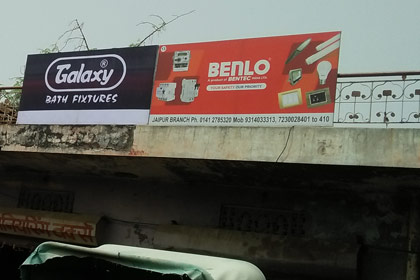 Galaxy®
BATH FIXTURES
BENLO®
A product of BENTEC INDIA LTD.
YOUR SAFETY OUR PRIORITY
JAIPUR BRANCH Ph. 0141 2785320 Mob 9314033313, 7230028401 to 410